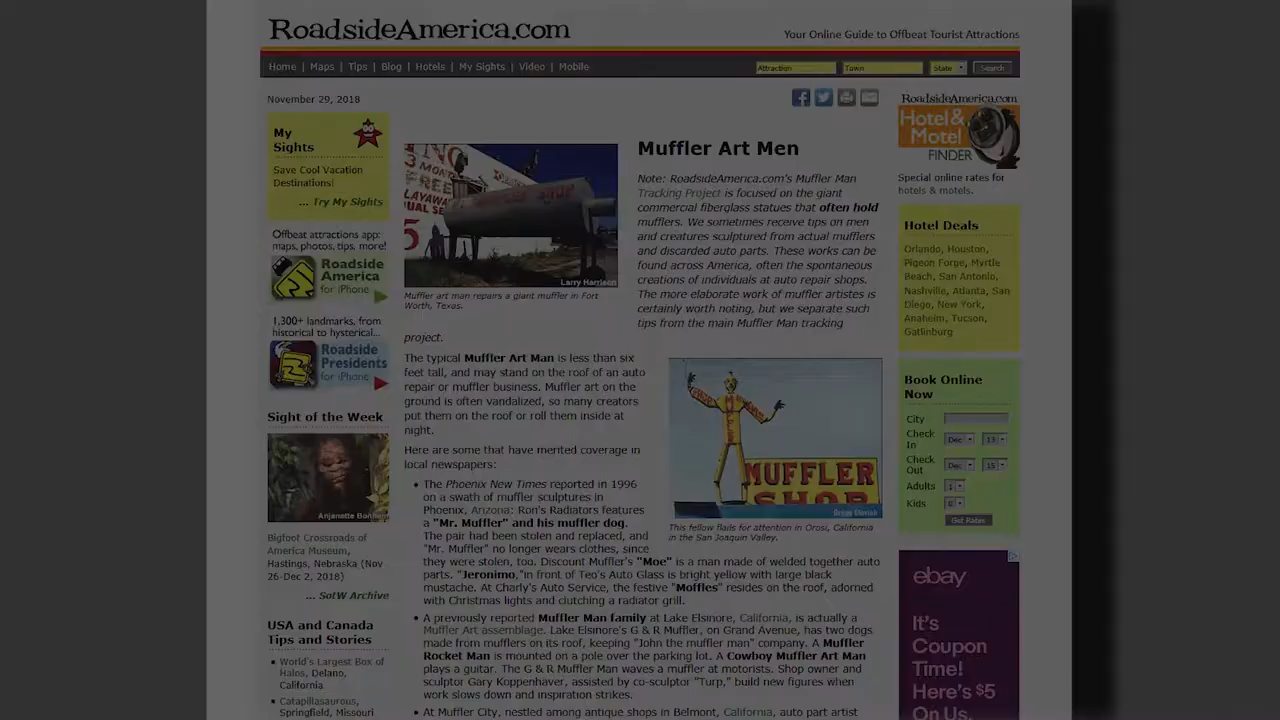 RoadsideAmerica.com
Your Online Guide to Offbeat Tourist Attractions
Home | Maps | Tips | Blog | Hotels | My Sights | Video | Mobile
Attraction
Town
State
Search
November 29, 2018
My
Sights
Save Cool Vacation
Destinations!
... Try My Sights
Offbeat attractions app:
maps, photos, tips, more!
Roadside
America
for iPhone
1,300+ landmarks, from
historical to hysterical...
Roadside
Presidents
for iPhone
Sight of the Week
Anjanette Bonham
Bigfoot Crossroads of
America Museum,
Hastings, Nebraska (Nov
26-Dec 2, 2018)
... SotW Archive
USA and Canada
Tips and Stories
World's Largest Box of
Halos, Delano,
California
Catapillasaurous,
Springfield, Missouri
3 MONT
FREE
LAYAWA
5
Larry Harrison
Muffler art man repairs a giant muffler in Fort
Worth, Texas.
Muffler Art Men
Note: RoadsideAmerica.com's Muffler Man
Tracking Project is focused on the giant
commercial fiberglass statues that often hold
mufflers. We sometimes receive tips on men
and creatures sculptured from actual mufflers
and discarded auto parts. These works can be
found across America, often the spontaneous
creations of individuals at auto repair shops.
The more elaborate work of muffler artistes is
certainly worth noting, but we separate such
tips from the main Muffler Man tracking
project.
The typical Muffler Art Man is less than six
feet tall, and may stand on the roof of an auto
repair or muffler business. Muffler art on the
ground is often vandalized, so many creators
put them on the roof or roll them inside at
night.
MUFFLER
SHOP
This fellow flails for attention in Orosi, California
in the San Joaquin Valley.
Here are some that have merited coverage in
local newspapers:
The Phoenix New Times reported in 1996
on a swath of muffler sculptures in
Phoenix, Arizona: Ron's Radiators features
a "Mr. Muffler" and his muffler dog.
The pair had been stolen and replaced, and
"Mr. Muffler" no longer wears clothes, since
they were stolen, too. Discount Muffler's "Moe" is a man made of welded together auto
parts. "Jeronimo,"in front of Teo's Auto Glass is bright yellow with large black
mustache. At Charly's Auto Service, the festive "Moffles" resides on the roof, adorned
with Christmas lights and clutching a radiator grill.
A previously reported Muffler Man family at Lake Elsinore, California, is actually a
Muffler Art assemblage. Lake Elsinore's G & R Muffler, on Grand Avenue, has two dogs
made from mufflers on its roof, keeping "John the muffler man" company. A Muffler
Rocket Man is mounted on a pole over the parking lot. A Cowboy Muffler Art Man
plays a guitar. The G & R Muffler Man waves a muffler at motorists. Shop owner and
sculptor Gary Koppenhaver, assisted by co-sculptor "Turp," build new figures when
work slows down and inspiration strikes.
At Muffler City, nestled among antique shops in Belmont, California, auto part artist
RoadsideAmerica.com
Hotel &
Motel
FINDER
Special online rates for
hotels & motels.
Hotel Deals
Orlando, Houston,
Pigeon Forge, Myrtle
Beach, San Antonio,
Nashville, Atlanta, San
Diego, New York,
Anaheim, Tucson,
Gatlinburg
Book Online
Now
City
Check
In
Dec
13
Check
Out
Dec
15
Adults
Kids
Get Rates
ebay
It's
Coupon
Time!
Here's $5
On Us.